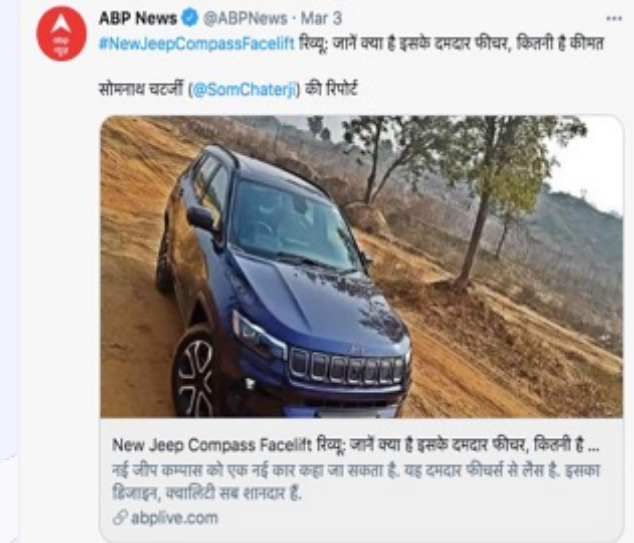 ABP News @ABPNews · Mar 3
#NewJeepCompassFacelift रिव्यू: जानें क्या है इसके दमदार फीचर, कितनी है कीमत
सोमनाथ चटर्जी (@SomChaterji) की रिपोर्ट
New Jeep Compass Facelift रिव्यू: जानें क्या है इसके दमदार फीचर, कितनी है ...
नई जीप कम्पास को एक नई कार कहा जा सकता है. यह दमदार फीचर्स से लैस है. इसका
डिजाइन, क्वालिटी सब शानदार हैं.
abplive.com